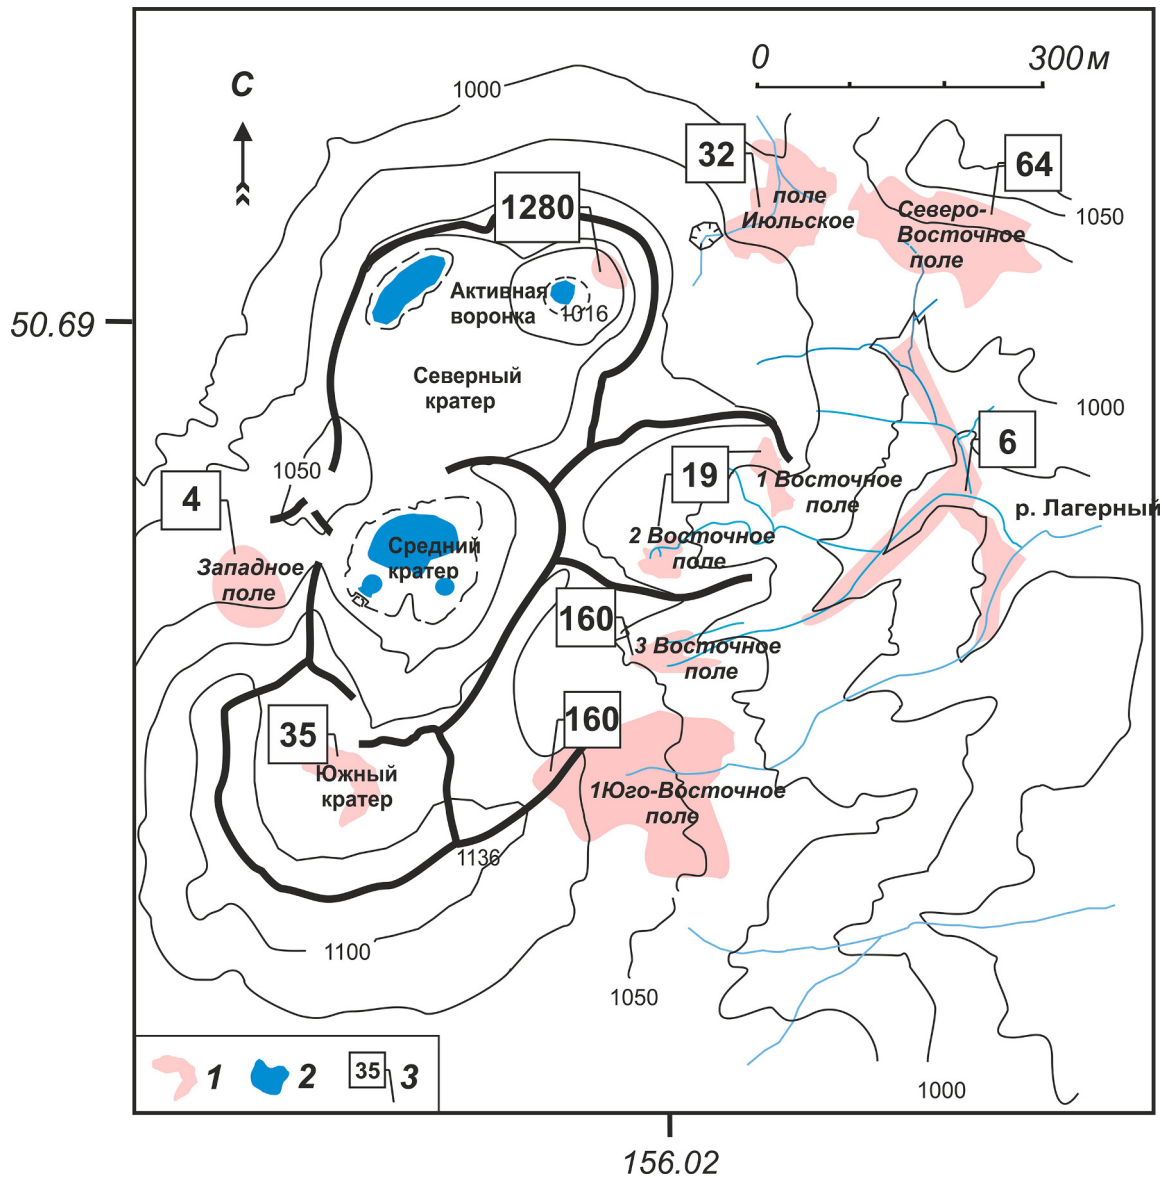 0 300 м
С
1000
32
64
1280
поле
Июльское
Северо-
Восточное
поле
1050
Активная
воронка
1016
50.69
Северный
кратер
1000
6
1050
4
19
1 Восточное
поле
р. Лагерный
2 Восточное
поле
Средний
кратер
Западное
поле
160
3 Восточное
поле
160
35
Южный
кратер
1Юго-Восточное
поле
1136
1100
1050
1000
1
2
35
3
156.02